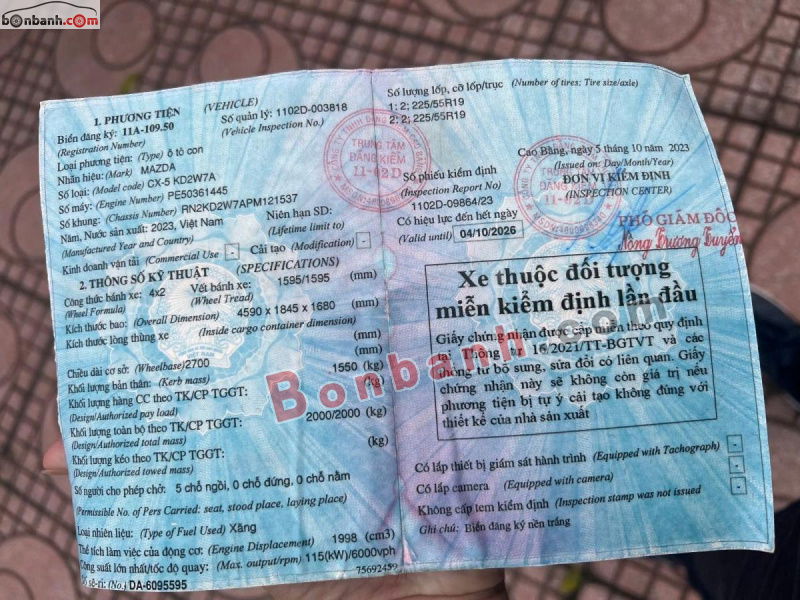 bonbanh.com
1. PHƯƠNG TIỆN (VEHICLE)
Biển đăng ký: 11A-109.50 Số quản lý: 1102D-003818
(Registration Number) (Vehicle Inspection No.)
Loại phương tiện: (Type) ô tô con
Nhãn hiệu: (Mark) MAZDA
Số loại: (Model code) CX-5 KD2W7A
Số máy: (Engine Number) PE50361445
Số khung: (Chassis Number) RN2KD2W7APM121537
Năm, Nước sản xuất: 2023, Việt Nam Niên hạn SD:
(Manufactured Year and Country) (Lifetime limit to)
Kinh doanh vận tải (Commercial Use) - Cải tạo (Modification) -
2. THÔNG SỐ KỸ THUẬT (SPECIFICATIONS)
Công thức bánh xe: 4x2 Vết bánh xe: 1595/1595 (mm)
(Wheel Formula) (Wheel Tread)
Kích thước bao: (Overall Dimension) 4590 x 1845 x 1680 (mm)
Kích thước lòng thùng xe (Inside cargo container dimension)
(mm)
Chiều dài cơ sở: (Wheelbase) 2700 (mm)
Khối lượng bản thân: (Kerb mass) 1550 (kg)
Khối lượng hàng CC theo TK/CP TGGT: (kg)
(Design/Authorized pay load)
Khối lượng toàn bộ theo TK/CP TGGT: 2000/2000 (kg)
(Design/Authorized total mass)
Khối lượng kéo theo TK/CP TGGT: (kg)
(Design/Authorized towed mass)
Số người cho phép chở: 5 chỗ ngồi, 0 chỗ đứng, 0 chỗ nằm
(Permissible No. of Pers Carried: seat, stood place, laying place)
Loại nhiên liệu: (Type of Fuel Used) Xăng
Thể tích làm việc của động cơ: (Engine Displacement) 1998 (cm3)
Công suất lớn nhất/tốc độ quay: (Max. output/rpm) 115(kW)/6000vph
Số sê-ri: (No.) DA-6095595 75692459
Số lượng lốp, cỡ lốp/trục (Number of tires: Tire size/axle)
1: 2; 225/55R19
2: 2; 225/55R19
TRUNG TÂM
ĐĂNG KIỂM
11-02D
Cao Bằng, ngày 5 tháng 10 năm 2023
(Issued on: Day/Month/Year)
Số phiếu kiểm định ĐƠN VỊ KIỂM ĐỊNH
(Inspection Report No) (INSPECTION CENTER)
1102D-09864/23
Có hiệu lực đến hết ngày
(Valid until) 04/10/2026
PHÓ GIÁM ĐỐC
Nông Trương Truyền
Xe thuộc đối tượng
miễn kiểm định lần đầu
Giấy chứng nhận được cấp miễn theo quy định
tại Thông tư 16/2021/TT-BGTVT và các
thông tư bổ sung, sửa đổi có liên quan. Giấy
chứng nhận này sẽ không còn giá trị nếu
phương tiện bị tự ý cải tạo không đúng với
thiết kế của nhà sản xuất
Có lắp thiết bị giám sát hành trình (Equipped with Tachograph) -
Có lắp camera (Equipped with camera) -
Không cấp tem kiểm định (Inspection stamp was not issued) -
Ghi chú: Biển đăng ký nền trắng
Bonbanh.com